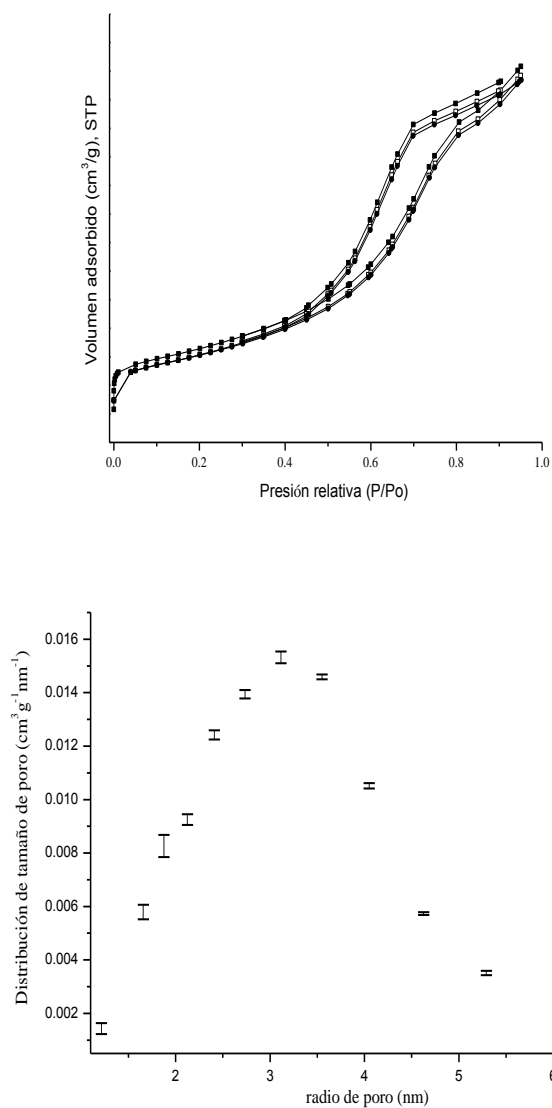 Volumen adsorbido (cm³/g), STP
0.0 0.2 0.4 0.6 0.8 1.0
Presión relativa (P/Po)
Distribución de tamaño de poro (cm³g⁻¹nm⁻¹)
0.016
0.014
0.012
0.010
0.008
0.006
0.004
0.002
2 3 4 5 6
radio de poro (nm)